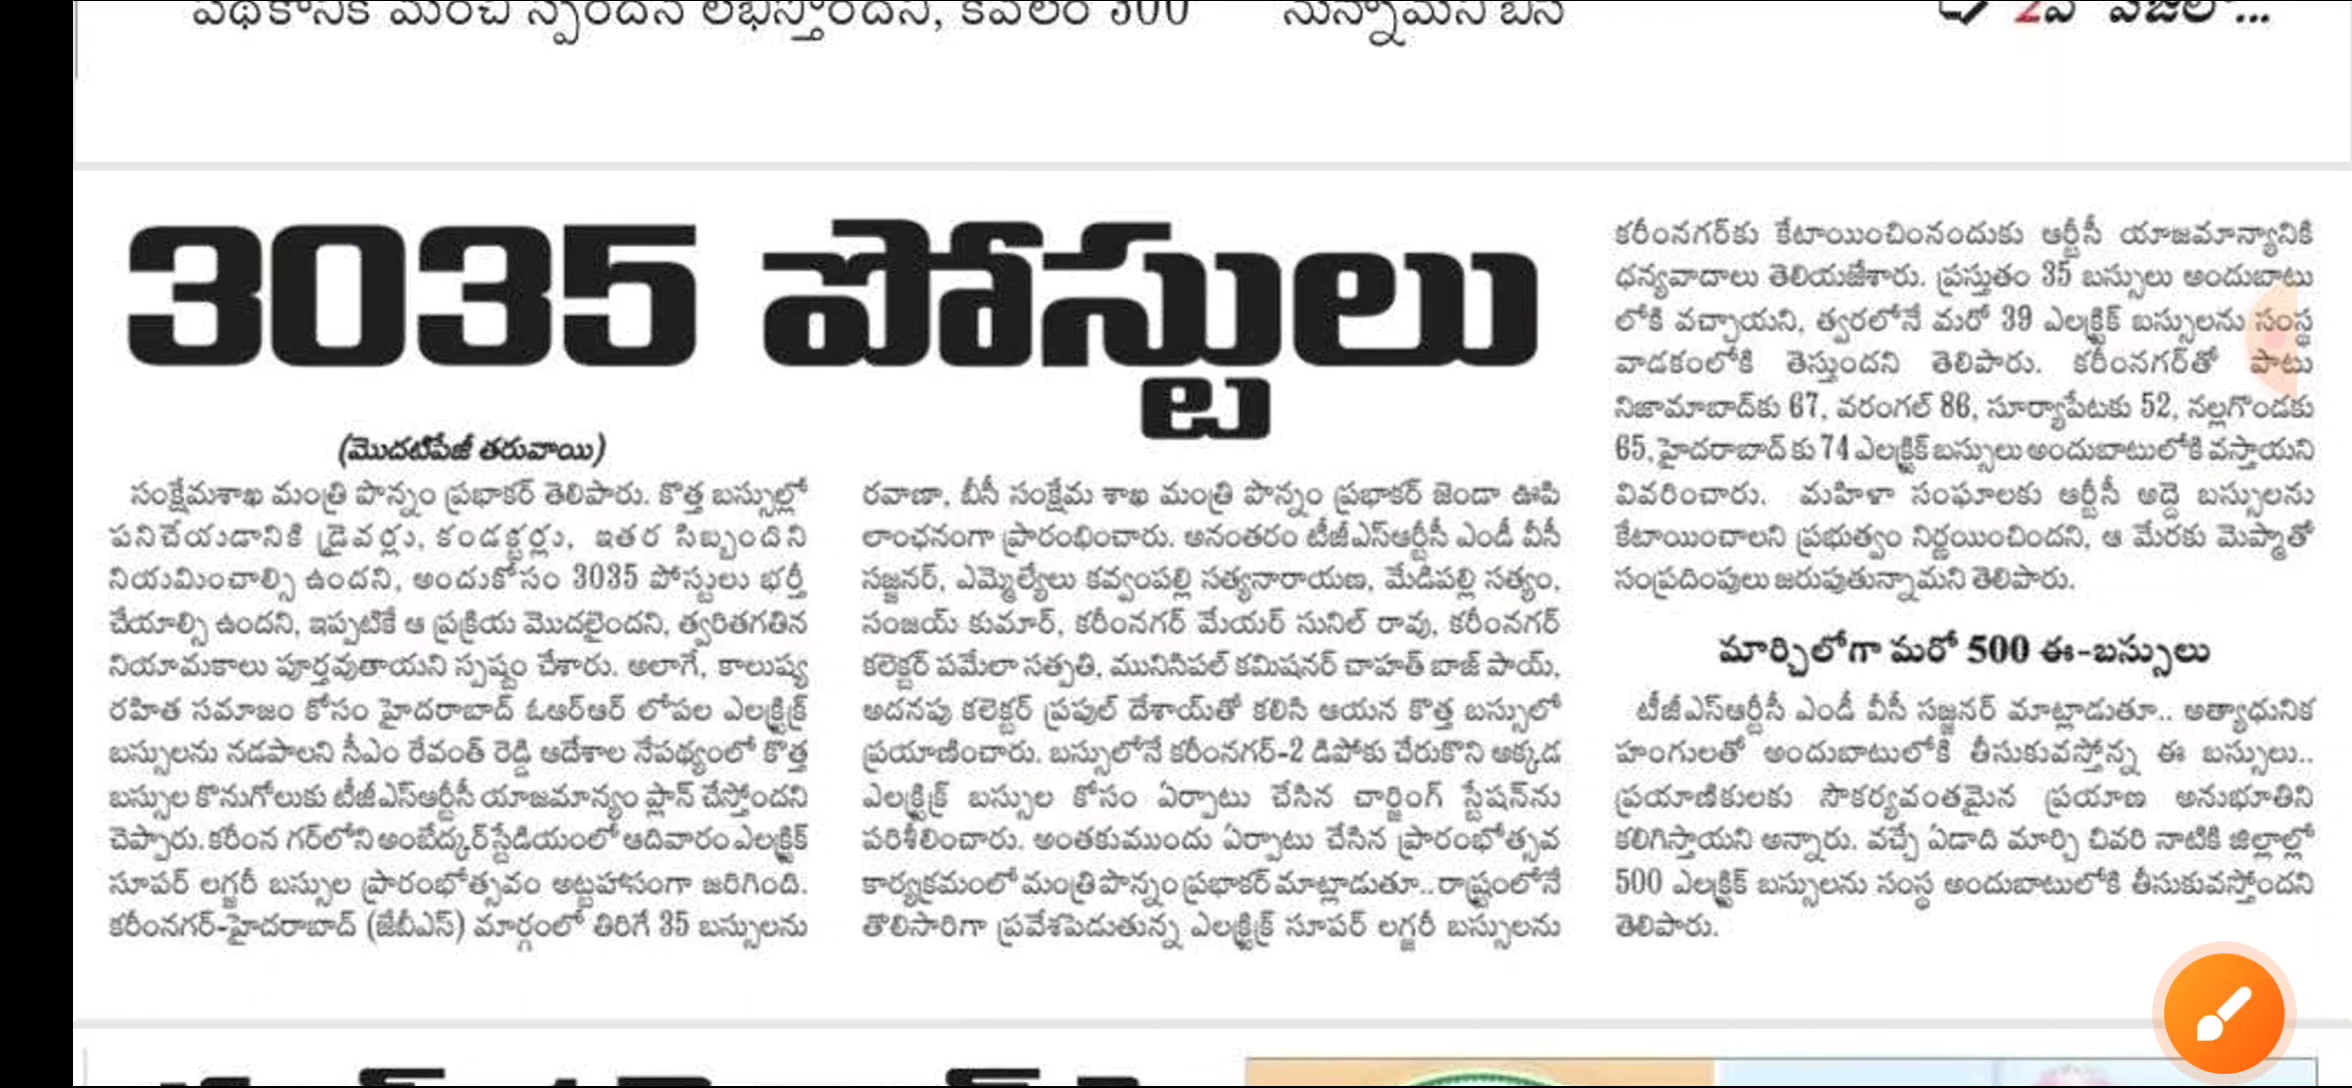 పథకానికి మంచి స్పందన లభిస్తోందని, కేవలం 500
నున్నామని
2వ పేజీలో...
3035 పోస్టులు
(మొదటిపేజీ తరువాయి)
సంక్షేమశాఖ మంత్రి పొన్నం ప్రభాకర్ తెలిపారు. కొత్త బస్సుల్లో
పనిచేయడానికి డ్రైవర్లు, కండక్టర్లు, ఇతర సిబ్బందిని
నియమించాల్సి ఉందని, అందుకోసం 3035 పోస్టులు భర్తీ
చేయాల్సి ఉందని, ఇప్పటికే ఆ ప్రక్రియ మొదలైందని, త్వరితగతిన
నియామకాలు పూర్తవుతాయని స్పష్టం చేశారు. అలాగే, కాలుష్య
రహిత సమాజం కోసం హైదరాబాద్ ఓఆర్ఆర్ లోపల ఎలక్ట్రిక్
బస్సులను నడపాలని సీఎం రేవంత్ రెడ్డి ఆదేశాల నేపథ్యంలో కొత్త
బస్సుల కొనుగోలుకు టీజీఎస్ఆర్టీసీ యాజమాన్యం ప్లాన్ చేస్తోందని
చెప్పారు. కరీంన గర్‌లోని అంబేద్కర్‌స్టేడియంలో ఆదివారం ఎలక్ట్రిక్
సూపర్ లగ్జరీ బస్సుల ప్రారంభోత్సవం అట్టహాసంగా జరిగింది.
కరీంనగర్-హైదరాబాద్ (జేబీఎస్) మార్గంలో తిరిగే 35 బస్సులను
రవాణా, బీసీ సంక్షేమ శాఖ మంత్రి పొన్నం ప్రభాకర్ జెండా ఊపి
లాంఛనంగా ప్రారంభించారు. అనంతరం టీజీఎస్ఆర్టీసీ ఎండీ వీసీ
సజ్జనర్, ఎమ్మెల్యేలు కవ్వంపల్లి సత్యనారాయణ, మేడిపల్లి సత్యం,
సంజయ్ కుమార్, కరీంనగర్ మేయర్ సునిల్ రావు, కరీంనగర్
కలెక్టర్ పమేలా సత్పతి, మునిసిపల్ కమిషనర్ చాహత్ బాజ్ పాయ్,
అదనపు కలెక్టర్ ప్రపుల్ దేశాయ్‌తో కలిసి ఆయన కొత్త బస్సులో
ప్రయాణించారు. బస్సులోనే కరీంనగర్-2 డిపోకు చేరుకొని అక్కడ
ఎలక్ట్రిక్ బస్సుల కోసం ఏర్పాటు చేసిన చార్జింగ్ స్టేషన్‌ను
పరిశీలించారు. అంతకుముందు ఏర్పాటు చేసిన ప్రారంభోత్సవ
కార్యక్రమంలో మంత్రి పొన్నం ప్రభాకర్ మాట్లాడుతూ.. రాష్ట్రంలోనే
తొలిసారిగా ప్రవేశపెడుతున్న ఎలక్ట్రిక్ సూపర్ లగ్జరీ బస్సులను
కరీంనగర్‌కు కేటాయించినందుకు ఆర్టీసీ యాజమాన్యానికి
ధన్యవాదాలు తెలియజేశారు. ప్రస్తుతం 35 బస్సులు అందుబాటు
లోకి వచ్చాయని, త్వరలోనే మరో 39 ఎలక్ట్రిక్ బస్సులను సంస్థ
వాడకంలోకి తెస్తుందని తెలిపారు. కరీంనగర్‌తో పాటు
నిజామాబాద్‌కు 67, వరంగల్ 86, సూర్యాపేటకు 52, నల్లగొండకు
65, హైదరాబాద్ కు 74 ఎలక్ట్రిక్ బస్సులు అందుబాటులోకి వస్తాయని
వివరించారు. మహిళా సంఘాలకు ఆర్టీసీ అద్దె బస్సులను
కేటాయించాలని ప్రభుత్వం నిర్ణయించిందని, ఆ మేరకు మెప్మాతో
సంప్రదింపులు జరుపుతున్నామని తెలిపారు.
మార్చిలోగా మరో 500 ఈ-బస్సులు
టీజీఎస్ఆర్టీసీ ఎండీ వీసీ సజ్జనర్ మాట్లాడుతూ.. అత్యాధునిక
హంగులతో అందుబాటులోకి తీసుకువస్తోన్న ఈ బస్సులు..
ప్రయాణికులకు సౌకర్యవంతమైన ప్రయాణ అనుభూతిని
కలిగిస్తాయని అన్నారు. వచ్చే ఏడాది మార్చి చివరి నాటికి జిల్లాల్లో
500 ఎలక్ట్రిక్ బస్సులను సంస్థ అందుబాటులోకి తీసుకువస్తోందని
తెలిపారు.